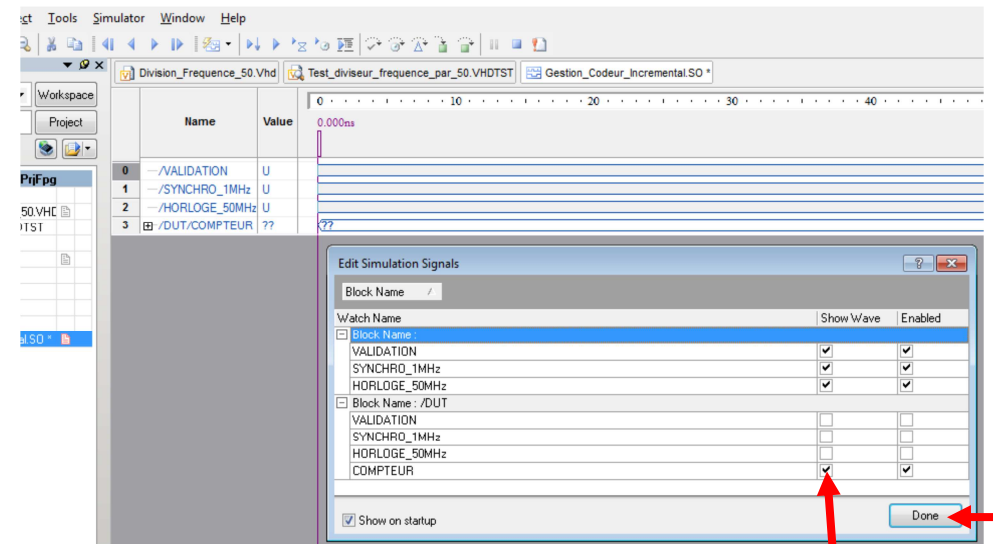 ect Tools Simulator Window Help
Division_Frequence_50.Vhd Test_diviseur_frequence_par_50.VHDTST Gestion_Codeur_Incremental.SO *
Workspace
Project
PrjFpg
50.VHD
DTST
al.SO *
Name Value 0 10 20 30 40
0.000ns
0 /VALIDATION U
1 /SYNCHRO_1MHz U
2 /HORLOGE_50MHz U
3 /DUT/COMPTEUR ?? ??
Edit Simulation Signals
Block Name
Watch Name Show Wave Enabled
Block Name :
VALIDATION
SYNCHRO_1MHz
HORLOGE_50MHz
Block Name : /DUT
VALIDATION
SYNCHRO_1MHz
HORLOGE_50MHz
COMPTEUR
Show on startup Done